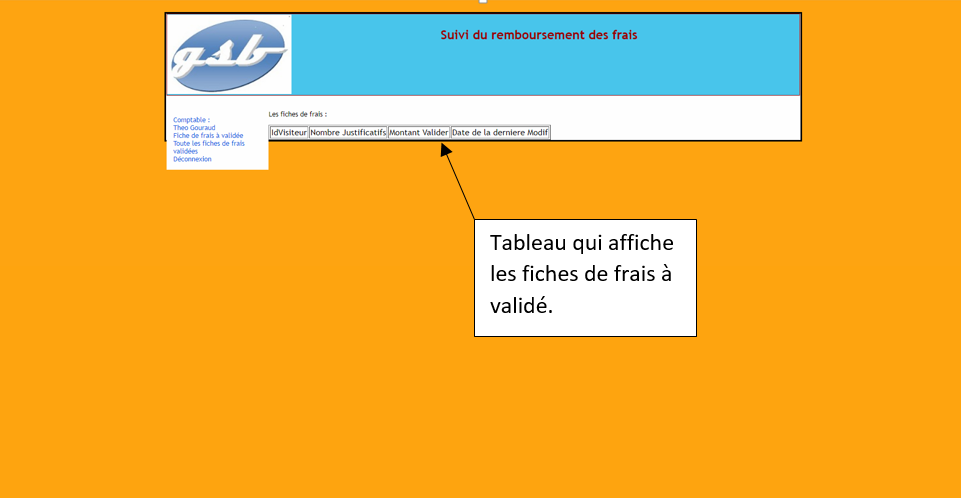 gsb
Suivi du remboursement des frais
Comptable :
Theo Gouraud
Fiche de frais à validée
Toute les fiches de frais
validées
Déconnexion
Les fiches de frais :
IdVisiteur Nombre Justificatifs Montant Valider Date de la derniere Modif
Tableau qui affiche
les fiches de frais à
validé.